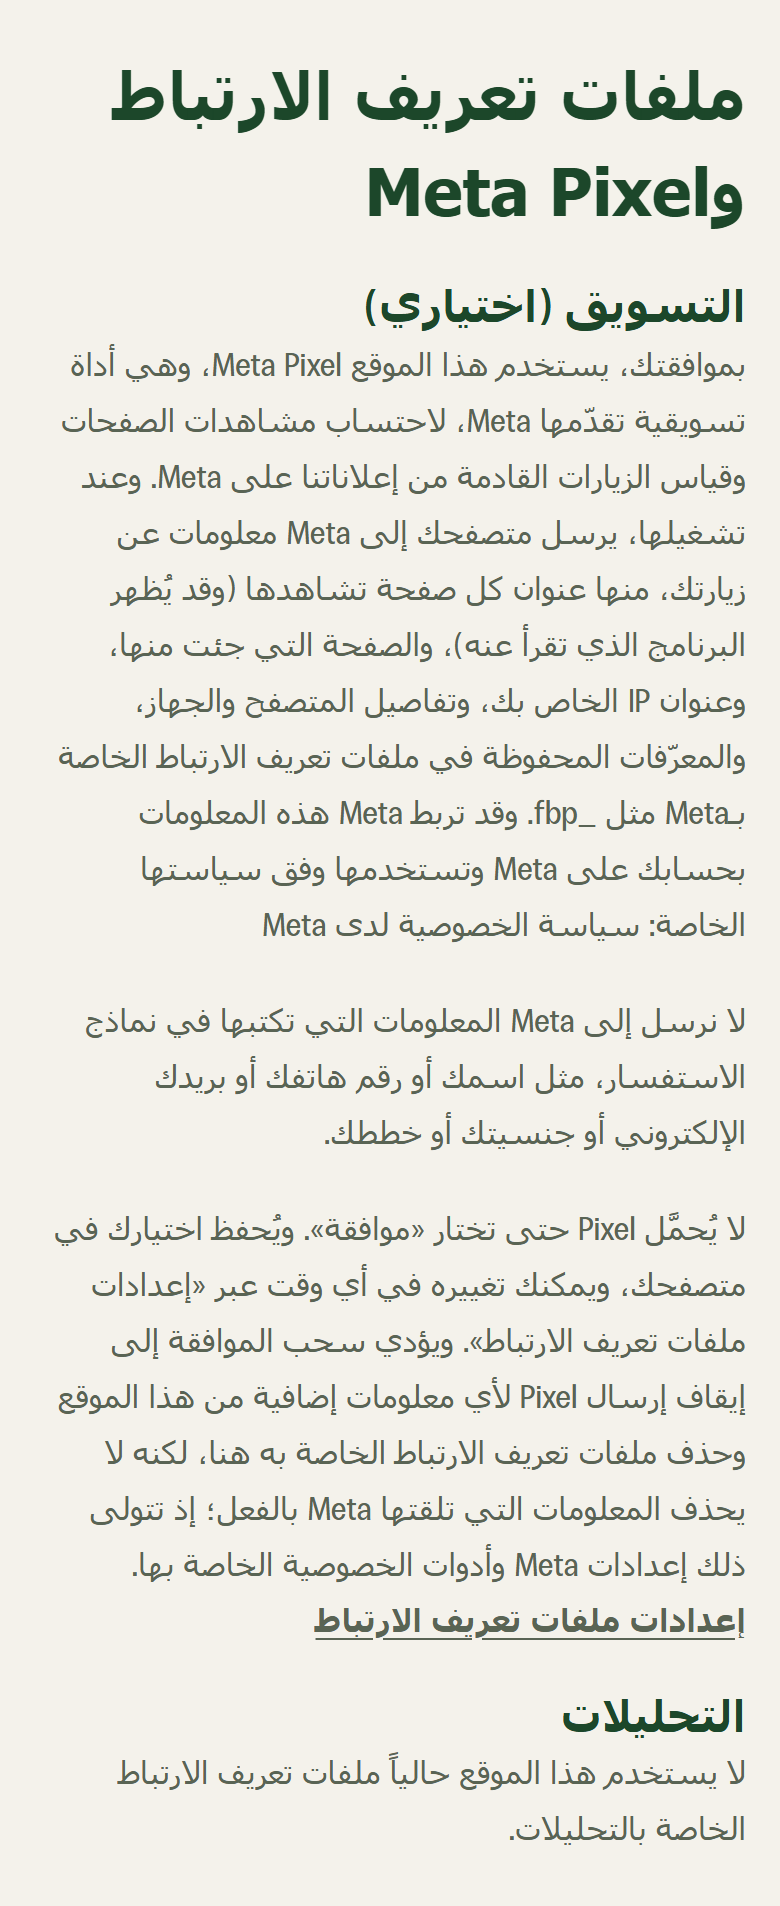 ملفات تعريف الارتباط
وMeta Pixel
التسويق (اختياري)
بموافقتك، يستخدم هذا الموقع Meta Pixel، وهي أداة
تسويقية تقدّمها Meta، لاحتساب مشاهدات الصفحات
وقياس الزيارات القادمة من إعلاناتنا على Meta. وعند
تشغيلها، يرسل متصفحك إلى Meta معلومات عن
زيارتك، منها عنوان كل صفحة تشاهدها (وقد يُظهر
البرنامج الذي تقرأ عنه)، والصفحة التي جئت منها،
وعنوان IP الخاص بك، وتفاصيل المتصفح والجهاز،
والمعرّفات المحفوظة في ملفات تعريف الارتباط الخاصة
بـMeta مثل _fbp. وقد تربط Meta هذه المعلومات
بحسابك على Meta وتستخدمها وفق سياستها
الخاصة: سياسة الخصوصية لدى Meta
لا نرسل إلى Meta المعلومات التي تكتبها في نماذج
الاستفسار، مثل اسمك أو رقم هاتفك أو بريدك
الإلكتروني أو جنسيتك أو خططك.
لا يُحمَّل Pixel حتى تختار «موافقة». ويُحفظ اختيارك في
متصفحك، ويمكنك تغييره في أي وقت عبر «إعدادات
ملفات تعريف الارتباط». ويؤدي سحب الموافقة إلى
إيقاف إرسال Pixel لأي معلومات إضافية من هذا الموقع
وحذف ملفات تعريف الارتباط الخاصة به هنا، لكنه لا
يحذف المعلومات التي تلقتها Meta بالفعل؛ إذ تتولى
ذلك إعدادات Meta وأدوات الخصوصية الخاصة بها.
إعدادات ملفات تعريف الارتباط
التحليلات
لا يستخدم هذا الموقع حالياً ملفات تعريف الارتباط
الخاصة بالتحليلات.